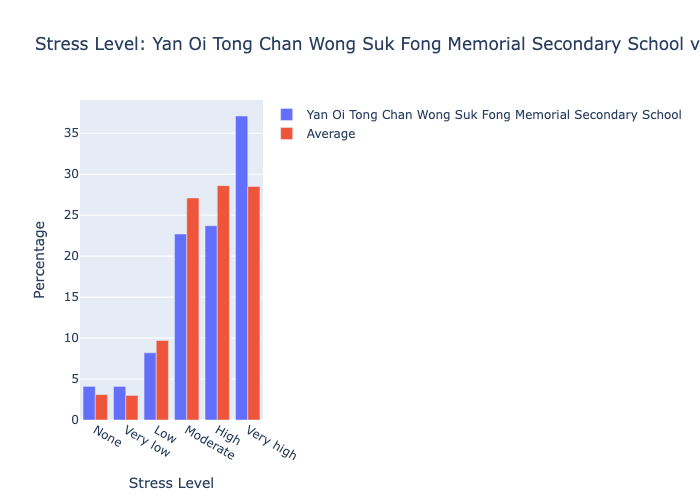 Stress Level: Yan Oi Tong Chan Wong Suk Fong Memorial Secondary School v
Yan Oi Tong Chan Wong Suk Fong Memorial Secondary School
Average
Percentage
35
30
25
20
15
10
5
0
None
Very low
Low
Moderate
High
Very high
Stress Level